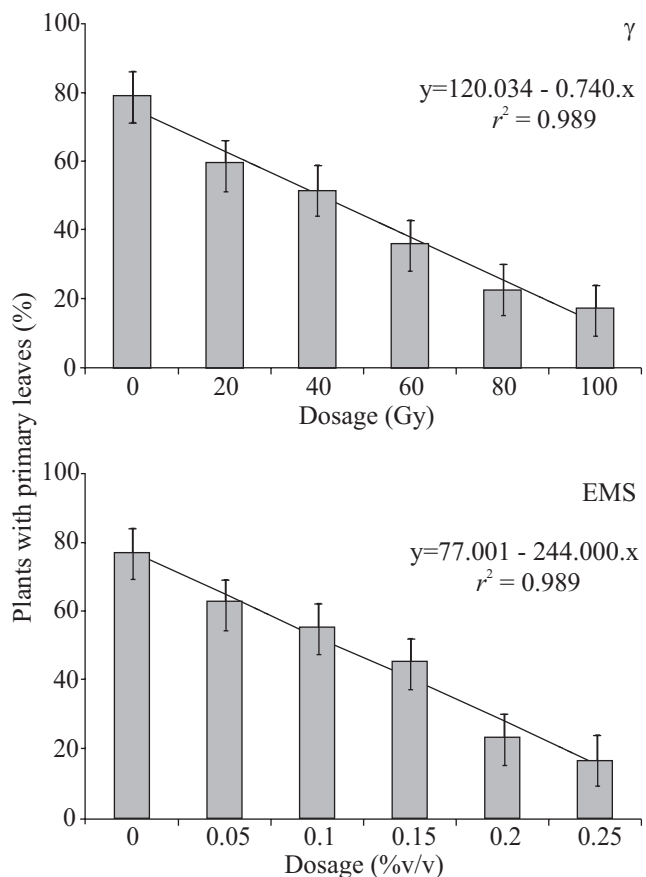 Plants with primary leaves (%)
100
80
60
40
20
0
γ
y=120.034 - 0.740.x
r² = 0.989
0 20 40 60 80 100
Dosage (Gy)
100
80
60
40
20
0
EMS
y=77.001 - 244.000.x
r² = 0.989
0 0.05 0.1 0.15 0.2 0.25
Dosage (%v/v)